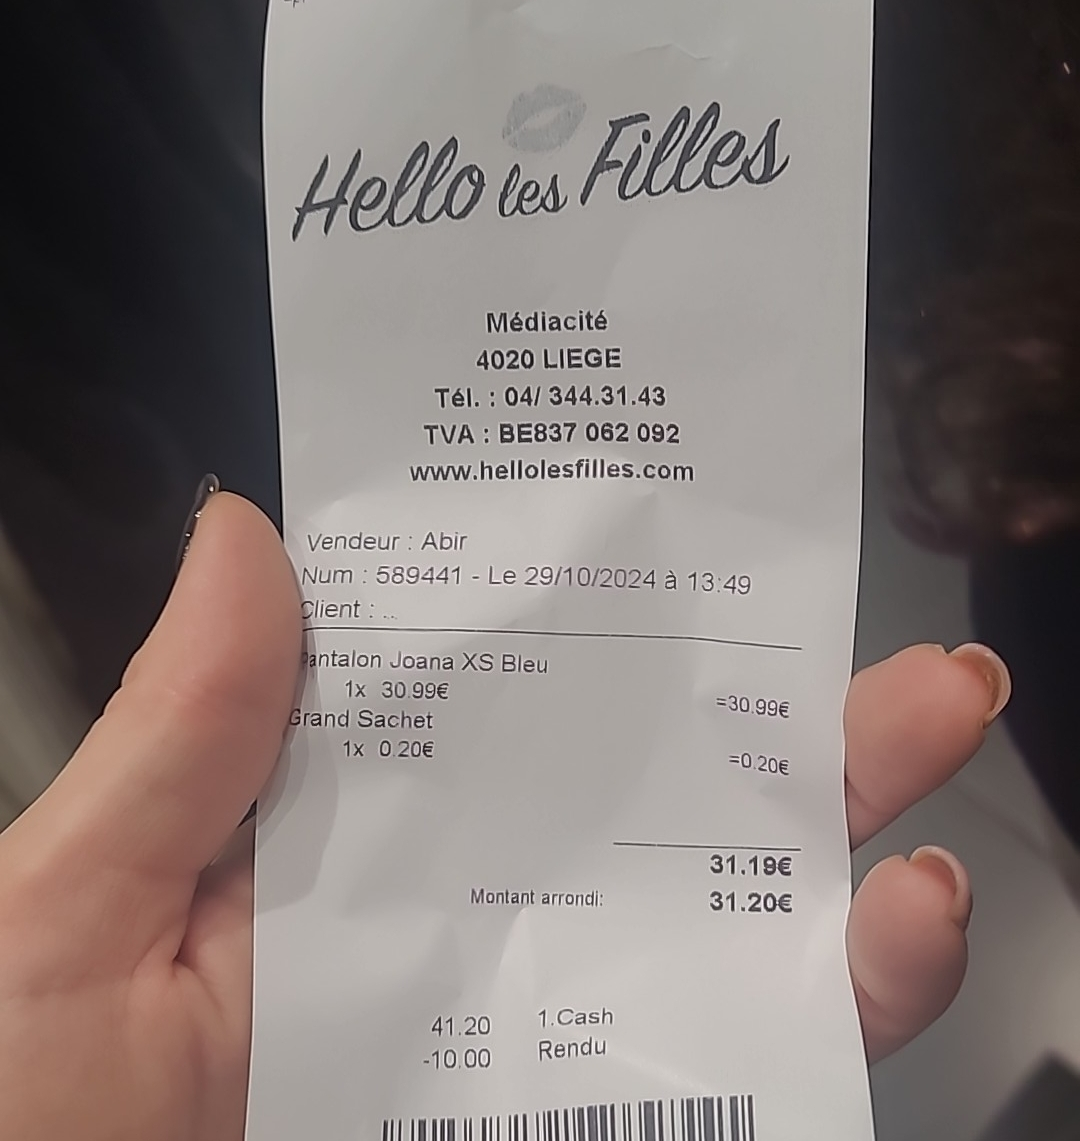 Hello les Filles
Médiacité
4020 LIEGE
Tél. : 04/ 344.31.43
TVA : BE837 062 092
www.hellolesfilles.com
Vendeur : Abir
Num : 589441 - Le 29/10/2024 à 13:49
Client : ...
Pantalon Joana XS Bleu
1x 30.99€ =30.99€
Grand Sachet
1x 0.20€ =0.20€
31.19€
Montant arrondi: 31.20€
41.20 1.Cash
-10.00 Rendu